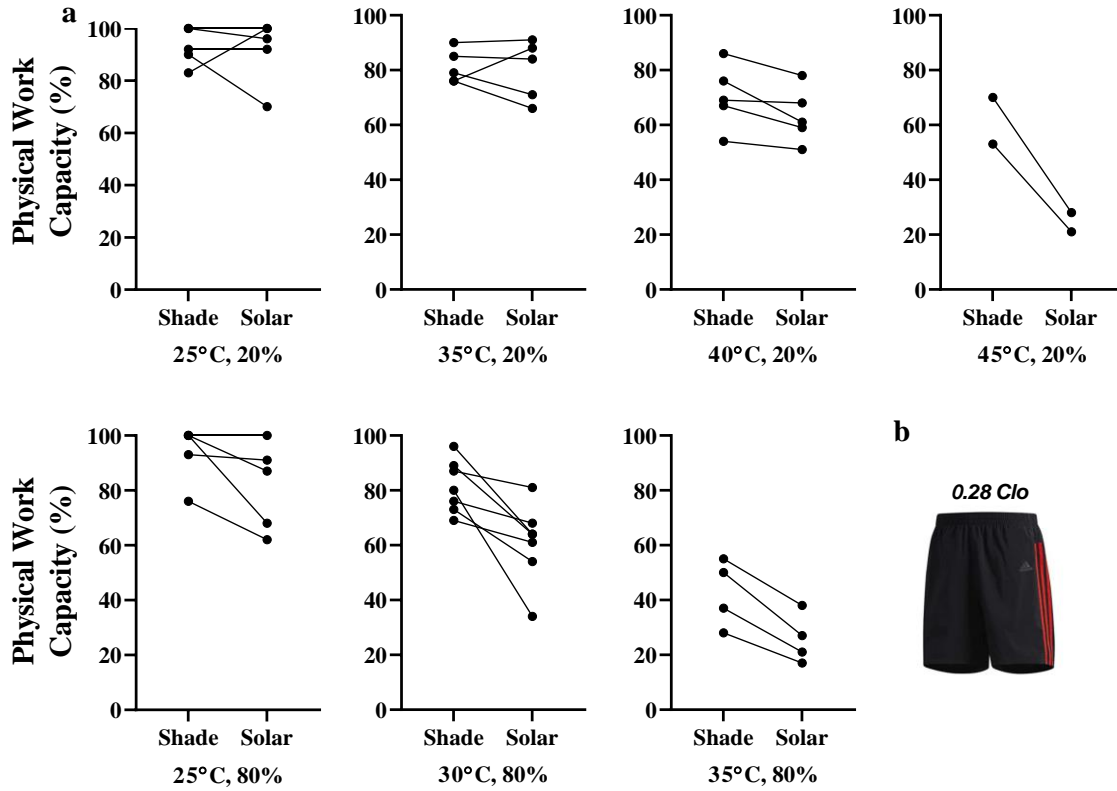 a
Physical Work
Capacity (%)
100
80
60
40
20
0
Shade Solar
25°C, 20%
100
80
60
40
20
0
Shade Solar
35°C, 20%
100
80
60
40
20
0
Shade Solar
40°C, 20%
100
80
60
40
20
0
Shade Solar
45°C, 20%
Physical Work
Capacity (%)
100
80
60
40
20
0
Shade Solar
25°C, 80%
100
80
60
40
20
0
Shade Solar
30°C, 80%
100
80
60
40
20
0
Shade Solar
35°C, 80%
b
0.28 Clo